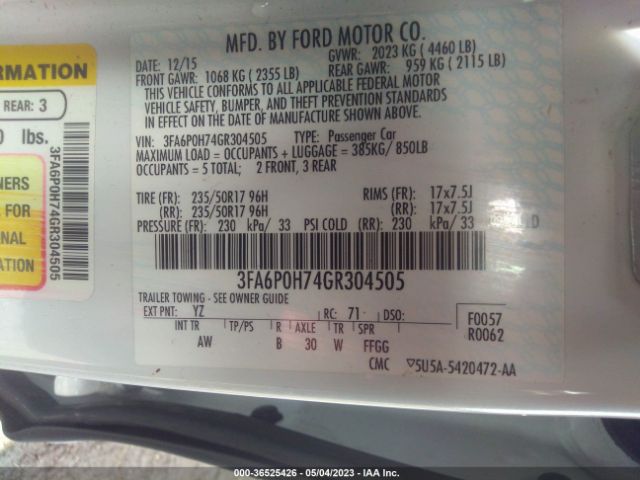 MFD. BY FORD MOTOR CO.
DATE: 12/15 GVWR: 2023 KG ( 4460 LB)
FRONT GAWR: 1068 KG ( 2355 LB) REAR GAWR: 959 KG ( 2115 LB)
THIS VEHICLE CONFORMS TO ALL APPLICABLE FEDERAL MOTOR
VEHICLE SAFETY, BUMPER, AND THEFT PREVENTION STANDARDS
IN EFFECT ON THE DATE OF MANUFACTURE SHOWN ABOVE.
VIN: 3FA6P0H74GR304505 TYPE: Passenger Car
MAXIMUM LOAD = OCCUPANTS + LUGGAGE = 385KG/ 850LB
OCCUPANTS = 5 TOTAL; 2 FRONT, 3 REAR
TIRE (FR): 235/50R17 96H RIMS (FR): 17x7.5J
(RR): 235/50R17 96H (RR): 17x7.5J
PRESSURE (FR): 230 kPa/ 33 PSI COLD (RR): 230 kPa/ 33
3FA6P0H74GR304505
TRAILER TOWING - SEE OWNER GUIDE
EXT PNT: YZ RC: 71 DSO: F0057
INT TR TP/PS R AXLE TR SPR R0062
AW B 30 W FFGG
CMC 5U5A-5420472-AA
RMATION
REAR: 3
0 lbs.
NERS
FOR
NAL
ATION
3FA6P0H74GR304505
000-36525426 - 05/04/2023 - IAA Inc.